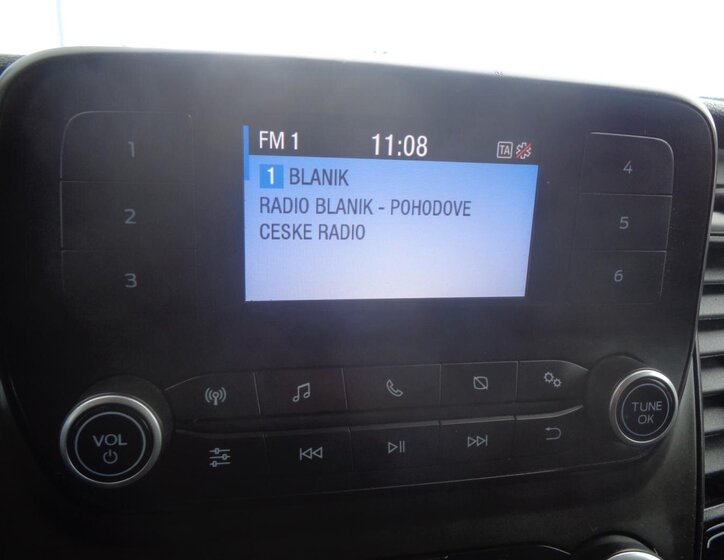 FM 1 11:08 TA
1 BLANIK
RADIO BLANIK - POHODOVE
CESKE RADIO
1
2
3
4
5
6
VOL
TUNE
OK